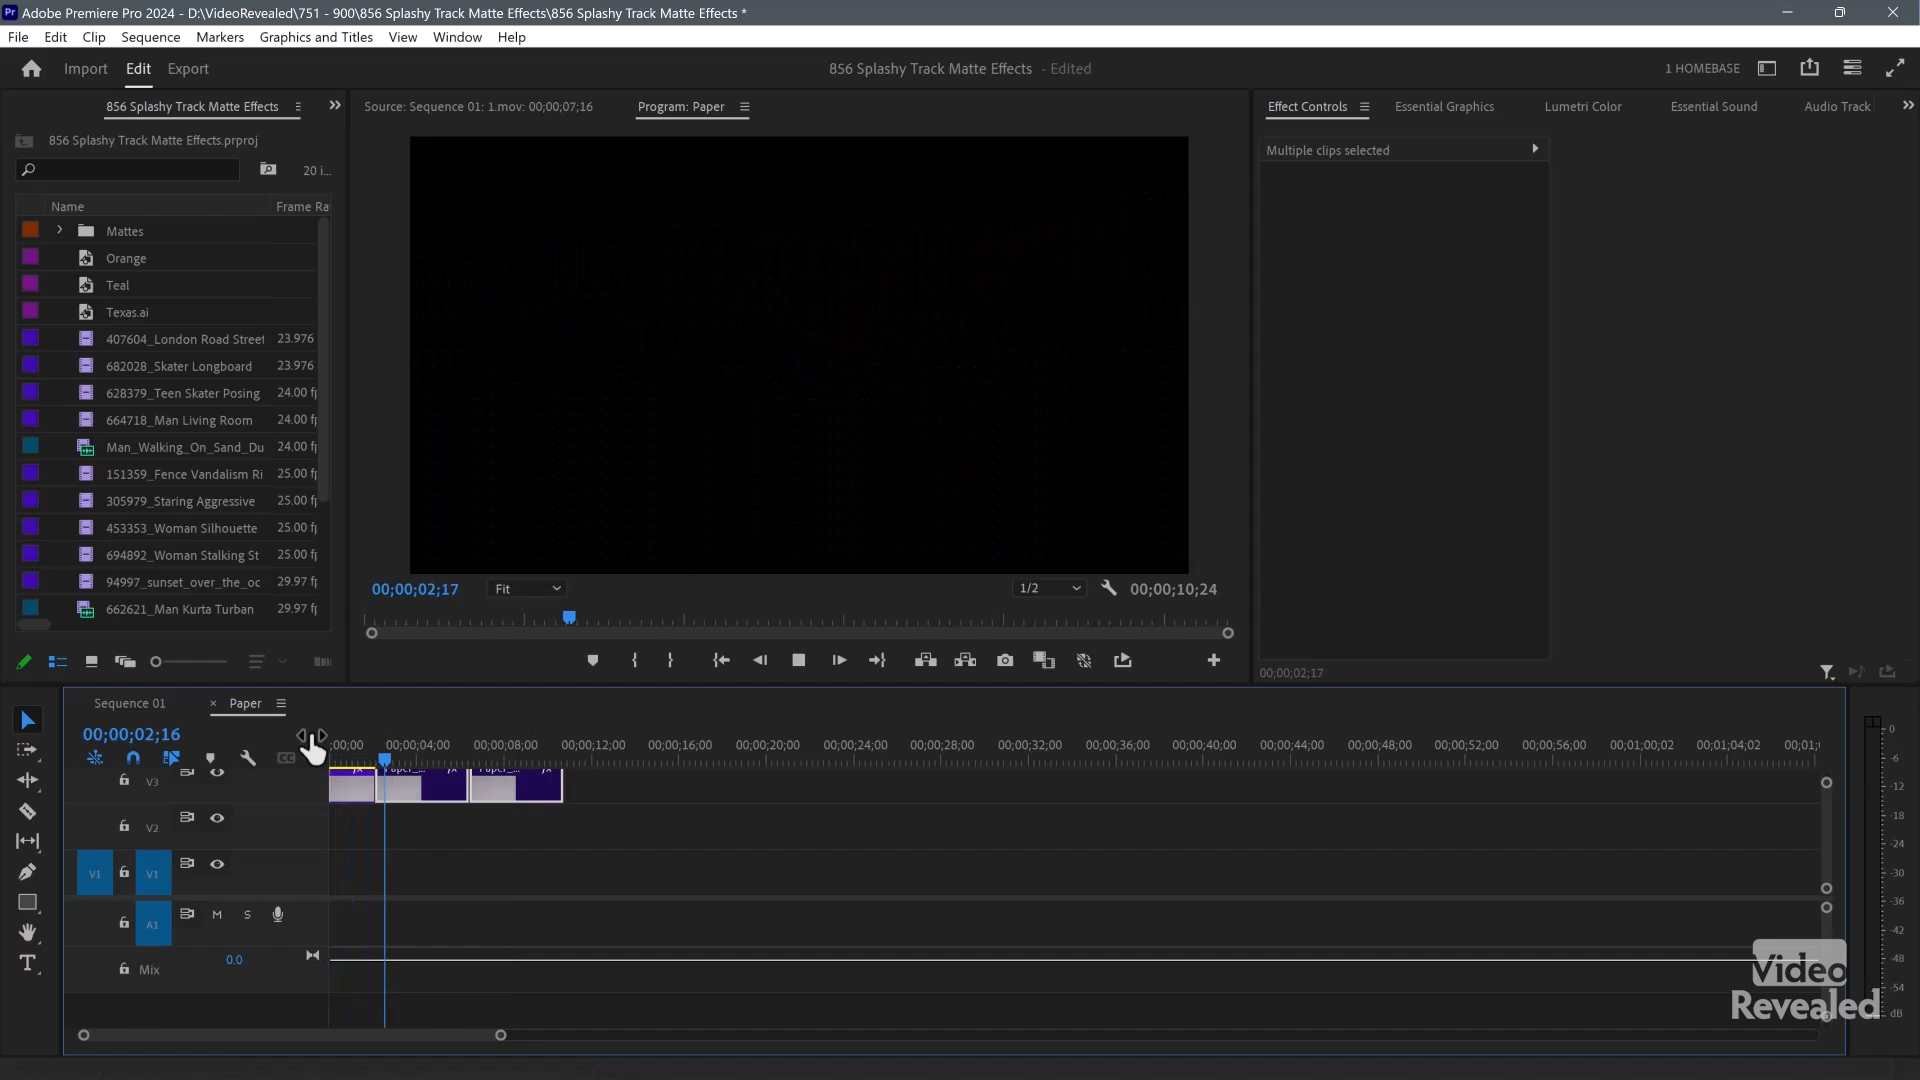 Pr Adobe Premiere Pro 2024 - D:\VideoRevealed\751 - 900\856 Splashy Track Matte Effects\856 Splashy Track Matte Effects *
File Edit Clip Sequence Markers Graphics and Titles View Window Help
Import Edit Export 856 Splashy Track Matte Effects - Edited 1 HOMEBASE
856 Splashy Track Matte Effects
Source: Sequence 01: 1.mov: 00;00;07;16 Program: Paper
Effect Controls Essential Graphics Lumetri Color Essential Sound Audio Track
856 Splashy Track Matte Effects.prproj
Multiple clips selected
20 i...
Name Frame Ra
Mattes
Orange
Teal
Texas.ai
407604_London Road Street 23.976
682028_Skater Longboard 23.976
628379_Teen Skater Posing 24.00 f
664718_Man Living Room 24.00 f
Man_Walking_On_Sand_Du 24.00 f
151359_Fence Vandalism Ri 25.00 f
305979_Staring Aggressive 25.00 f
453353_Woman Silhouette 25.00 f
694892_Woman Stalking St 25.00 f
94997_sunset_over_the_oc 29.97 f
662621_Man Kurta Turban 29.97 f
00;00;02;17 Fit 1/2 00;00;10;24
00;00;02;17
Sequence 01 × Paper
00;00;02;16
;00;00 00;00;04;00 00;00;08;00 00;00;12;00 00;00;16;00 00;00;20;00 00;00;24;00 00;00;28;00 00;00;32;00 00;00;36;00 00;00;40;00 00;00;44;00 00;00;48;00 00;00;52;00 00;00;56;00 00;01;00;02 00;01;04;02 00;01;
V3
V2
V1 V1
A1 M S
Mix 0.0
0
-6
-12
-18
-24
-30
-36
-42
-48
-54
dB
Video
Revealed